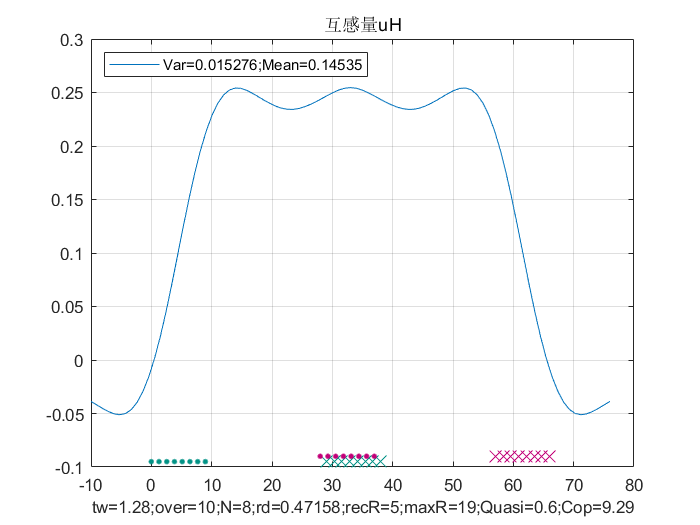 互感量uH
0.3
Var=0.015276;Mean=0.14535
0.25
0.2
0.15
0.1
0.05
0
-0.05
-0.1
-10 0 10 20 30 40 50 60 70 80
tw=1.28;over=10;N=8;rd=0.47158;recR=5;maxR=19;Quasi=0.6;Cop=9.29